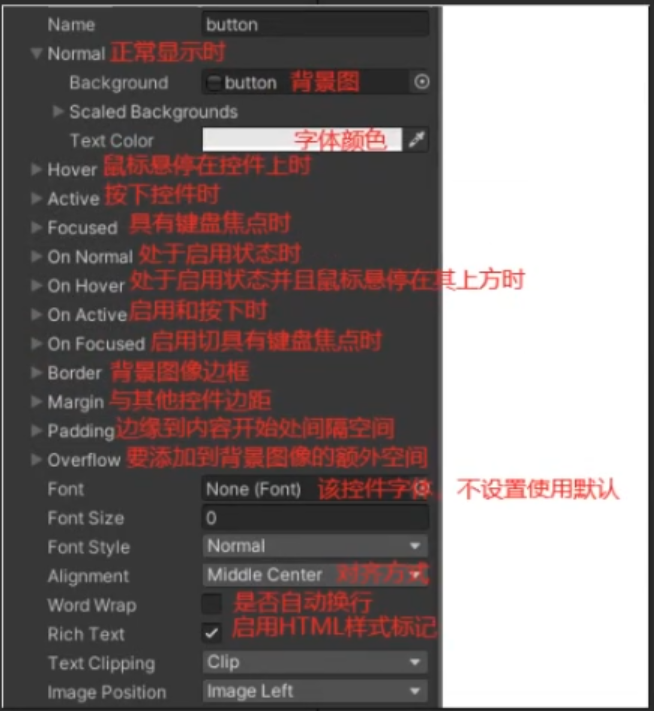 Name button
Normal 正常显示时
Background button 背景图
Scaled Backgrounds
Text Color 字体颜色
Hover 鼠标悬停在控件上时
Active 按下控件时
Focused 具有键盘焦点时
On Normal 处于启用状态时
On Hover 处于启用状态并且鼠标悬停在其上方时
On Active 启用和按下时
On Focused 启用切具有键盘焦点时
Border 背景图像边框
Margin 与其他控件边距
Padding 边缘到内容开始处间隔空间
Overflow 要添加到背景图像的额外空间
Font None (Font) 该控件字体，不设置使用默认
Font Size 0
Font Style Normal
Alignment Middle Center 对齐方式
Word Wrap 是否自动换行
Rich Text 启用HTML样式标记
Text Clipping Clip
Image Position Image Left